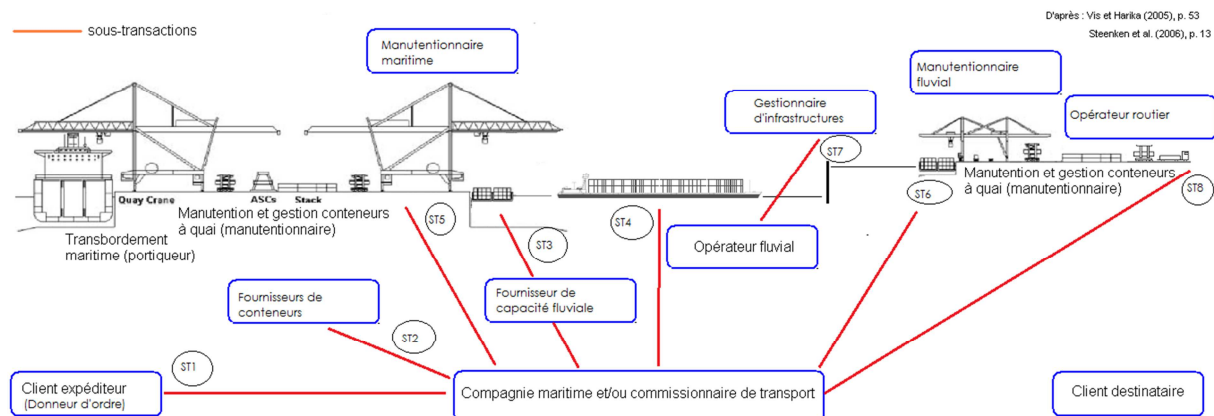 D'après : Vis et Harika (2005), p. 53
Steenken et al. (2006), p. 13
sous-transactions
Manutentionnaire
maritime
Manutentionnaire
fluvial
Gestionnaire
d'infrastructures
Opérateur routier
ST7
Quay Crane
ASCs
Stack
Manutention et gestion conteneurs
à quai (manutentionnaire)
Transbordement
maritime (portiqueur)
ST5
ST3
ST4
Opérateur fluvial
ST6
Manutention et gestion conteneurs
à quai (manutentionnaire)
ST8
Fournisseurs de
conteneurs
Fournisseur de
capacité fluviale
ST2
ST1
Client expéditeur
(Donneur d'ordre)
Compagnie maritime et/ou commissionnaire de transport
Client destinataire